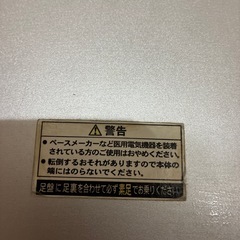 ⚠警告
●ペースメーカーなど医用電気機器を装着
されている方のご使用はおやめください。
●転倒するおそれがありますので本体の
端にはのらないでください。
足盤に足裏を合わせて必ず素足でお乗りください